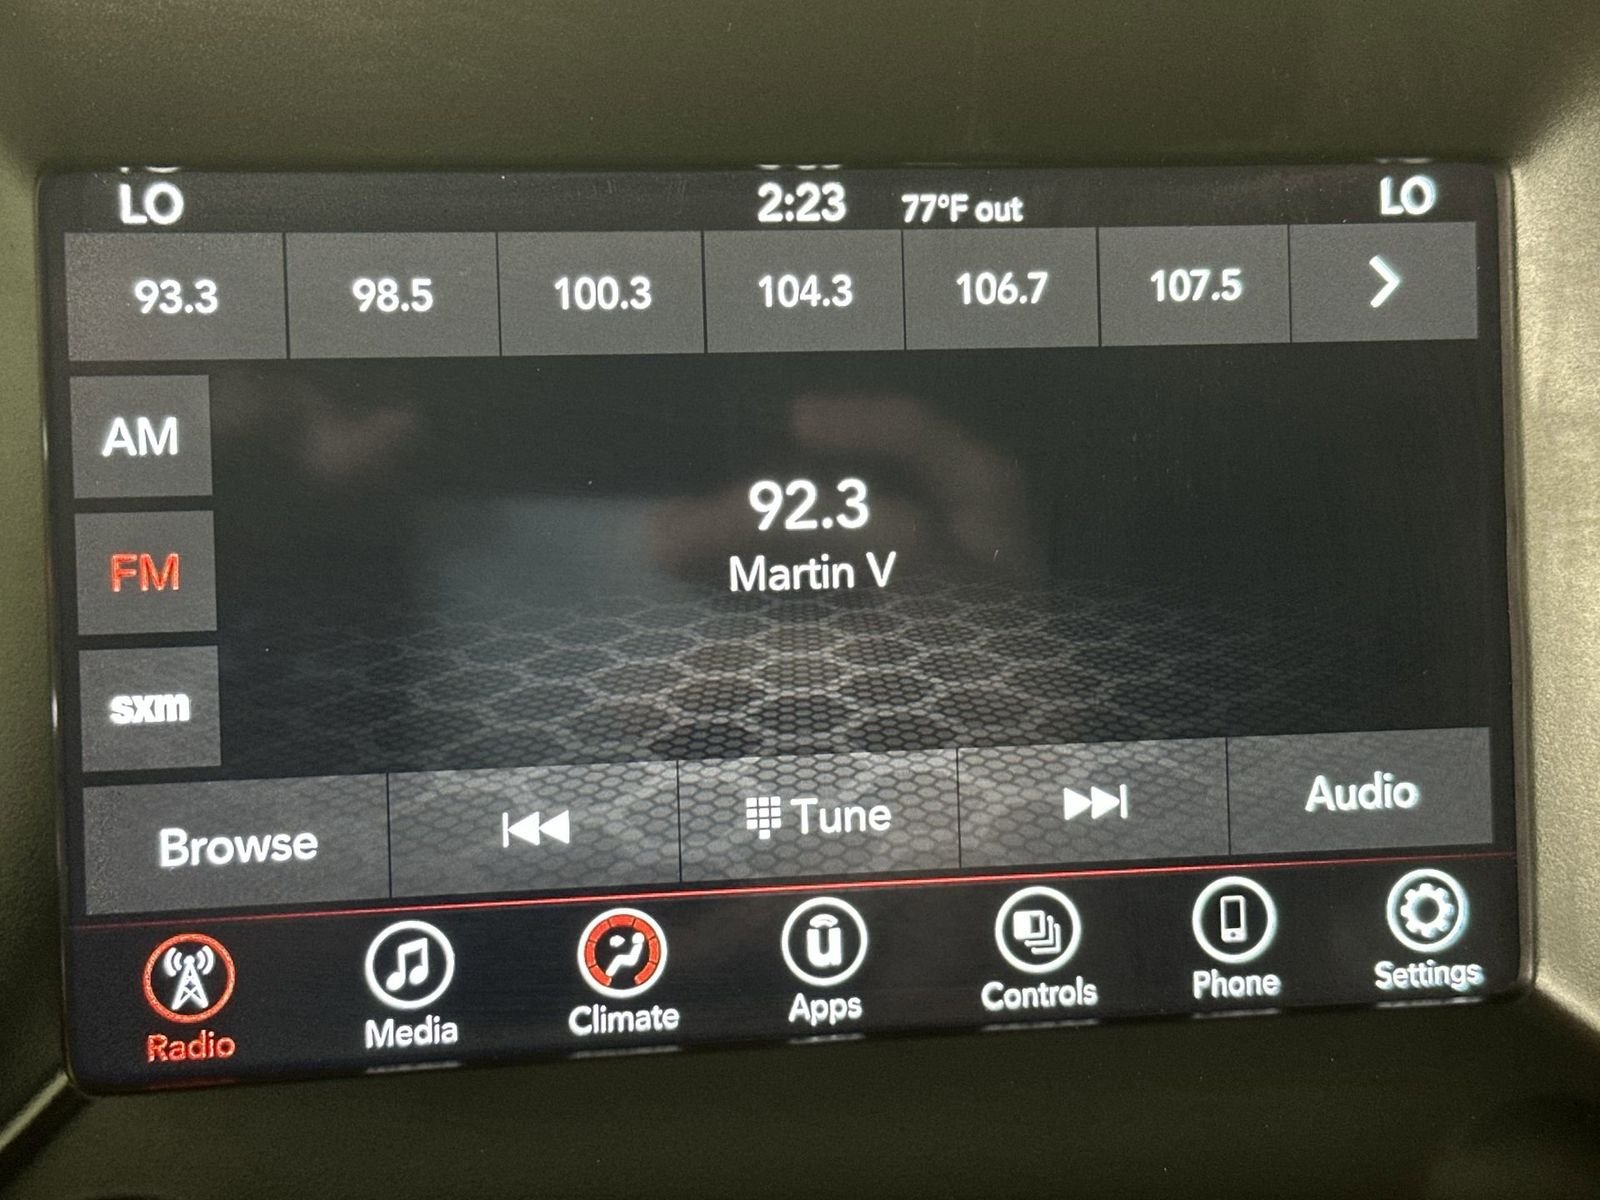 LO 2:23 77°F out LO
93.3 98.5 100.3 104.3 106.7 107.5
AM
92.3
Martin V
FM
sxm
Browse Tune Audio
Radio Media Climate Apps Controls Phone Settings